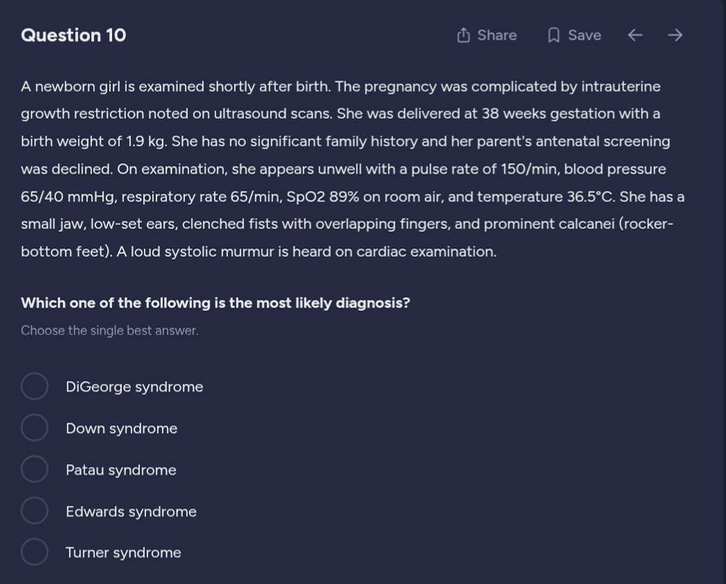 Question 10
Share
Save
A newborn girl is examined shortly after birth. The pregnancy was complicated by intrauterine
growth restriction noted on ultrasound scans. She was delivered at 38 weeks gestation with a
birth weight of 1.9 kg. She has no significant family history and her parent's antenatal screening
was declined. On examination, she appears unwell with a pulse rate of 150/min, blood pressure
65/40 mmHg, respiratory rate 65/min, SpO2 89% on room air, and temperature 36.5°C. She has a
small jaw, low-set ears, clenched fists with overlapping fingers, and prominent calcanei (rocker-
bottom feet). A loud systolic murmur is heard on cardiac examination.
Which one of the following is the most likely diagnosis?
Choose the single best answer.
DiGeorge syndrome
Down syndrome
Patau syndrome
Edwards syndrome
Turner syndrome